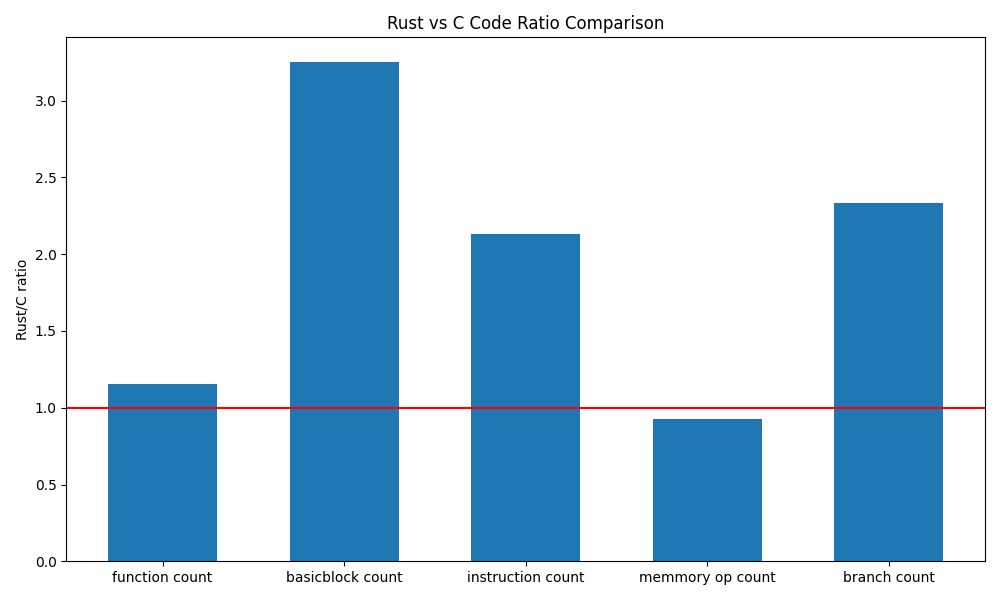 Rust vs C Code Ratio Comparison
Rust/C ratio
3.0
2.5
2.0
1.5
1.0
0.5
0.0
function count
basicblock count
instruction count
memmory op count
branch count